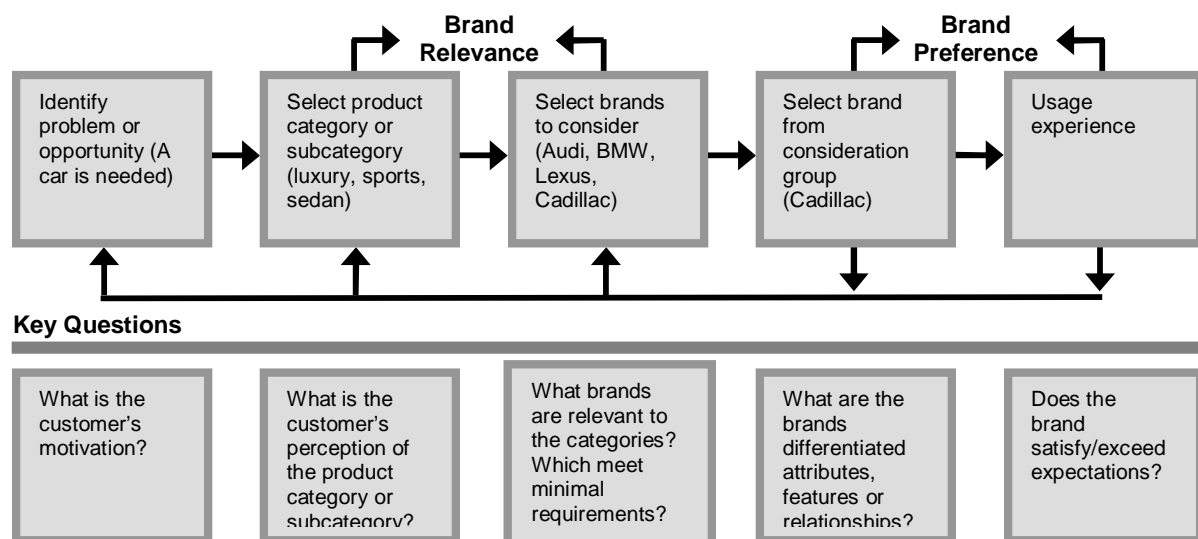 Brand
Relevance
Brand
Preference
Identify
problem or
opportunity (A
car is needed)
Select product
category or
subcategory
(luxury, sports,
sedan)
Select brands
to consider
(Audi, BMW,
Lexus,
Cadillac)
Select brand
from
consideration
group
(Cadillac)
Usage
experience
Key Questions
What is the
customer’s
motivation?
What is the
customer’s
perception of
the product
category or
subcategory?
What brands
are relevant to
the categories?
Which meet
minimal
requirements?
What are the
brands
differentiated
attributes,
features or
relationships?
Does the
brand
satisfy/exceed
expectations?